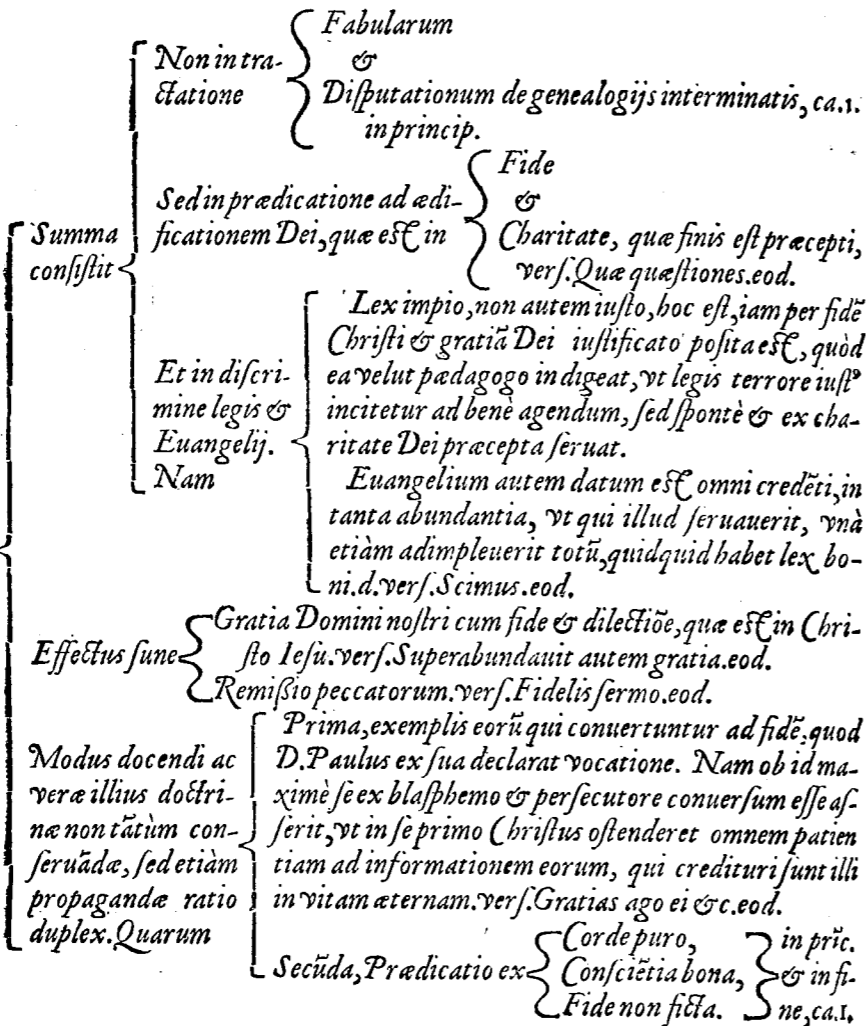 Fabularum
Non in tra-
&
ctatione
Disputationum de genealogijs interminatis, ca.1.
in princip.
Fide
Sed in prædicatione ad ædi-
&
Summa
ficationem Dei, quæ est in
Charitate, quæ finis est præcepti,
consistit
vers. Quæ quæstiones. eod.
Lex impio, non autem iusto, hoc est, iam per fidẽ
Christi & gratiã Dei iustificato posita est, quòd
Et in discri-
ea velut pædagogo indigeat, vt legis terrore iustꝰ
mine legis &
incitetur ad benè agendum, sed spontè & ex cha-
Euangelij.
ritate Dei præcepta seruat.
Nam
Euangelium autem datum est omni credẽti, in
tanta abundantia, vt qui illud seruauerit, vnà
etiàm adimpleuerit totũ, quidquid habet lex bo-
ni. d. vers. Scimus. eod.
Gratia Domini nostri cum fide & dilectiõe, quæ est in Chri-
Effectus sune
sto Iesu. vers. Superabundauit autem gratia. eod.
Remißio peccatorum. vers. Fidelis sermo. eod.
Prima, exemplis eorũ qui conuertuntur ad fidẽ. quod
Modus docendi ac
D. Paulus ex sua declarat vocatione. Nam ob id ma-
veræ illius doctri-
ximè se ex blasphemo & persecutore conuersum esse as-
næ non tãtùm con-
serit, vt in se primo Christus ostenderet omnem patien
seruãdæ, sed etiàm
tiam ad informationem eorum, qui credituri sunt illi
propagandæ ratio
in vitam æternam. vers. Gratias ago ei &c. eod.
duplex. Quarum
Corde puro,
in prĩc.
Secũda, Prædicatio ex
Consciẽtia bona,
& in fi-
Fide non ficta.
ne, ca.1.